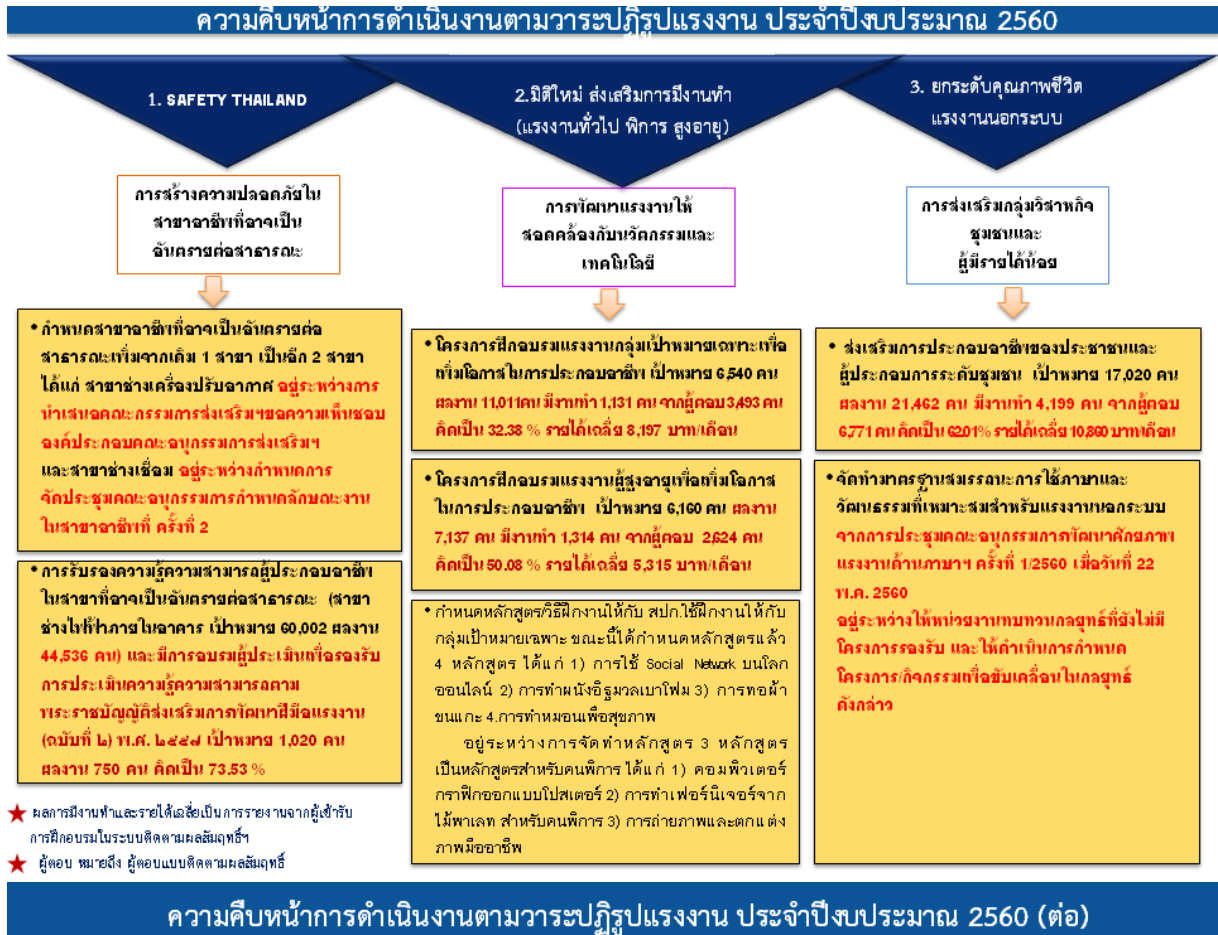 ความคืบหน้าการดำเนินงานตามวาระปฏิรูปแรงงาน ประจำปีงบประมาณ 2560
1. SAFETY THAILAND
การสร้างความปลอดภัยใน
สาขาอาชีพที่อาจเป็น
อันตรายต่อสาธารณะ
• กำหนดสาขาอาชีพที่อาจเป็นอันตรายต่อ
สาธารณะเพิ่มจากเดิม 1 สาขา เป็นอีก 2 สาขา
ได้แก่ สาขาช่างเครื่องปรับอากาศ อยู่ระหว่างการ
นำเสนอคณะกรรมการส่งเสริมฯขอความเห็นชอบ
องค์ประกอบคณะอนุกรรมการส่งเสริมฯ
และสาขาช่างเชื่อม อยู่ระหว่างกำหนดการ
จัดประชุมคณะอนุกรรมการกำหนดลักษณะงาน
ในสาขาอาชีพที่ ครั้งที่ 2
• การรับรองความรู้ความสามารถผู้ประกอบอาชีพ
ในสาขาที่อาจเป็นอันตรายต่อสาธารณะ (สาขา
ช่างไฟฟ้าภายในอาคาร เป้าหมาย 60,002 ผลงาน
44,536 คน) และมีการอบรมผู้ประเมินเพื่อรองรับ
การประเมินความรู้ความสามารถตาม
พระราชบัญญัติส่งเสริมการพัฒนาฝีมือแรงงาน
(ฉบับที่ ๒) พ.ศ. ๒๕๕๗ เป้าหมาย 1,020 คน
ผลงาน 750 คน คิดเป็น 73.53 %
★ ผลการมีงานทำและรายได้เฉลี่ยเป็นการรายงานจากผู้เข้ารับ
การฝึกอบรมในระบบติดตามผลสัมฤทธิ์ฯ
★ ผู้ตอบ หมายถึง ผู้ตอบแบบติดตามผลสัมฤทธิ์
2.มิติใหม่ ส่งเสริมการมีงานทำ
(แรงงานทั่วไป พิการ สูงอายุ)
การพัฒนาแรงงานให้
สอดคล้องกับนวัตกรรมและ
เทคโนโลยี
• โครงการฝึกอบรมแรงงานกลุ่มเป้าหมายเฉพาะเพื่อ
เพิ่มโอกาสในการประกอบอาชีพ เป้าหมาย 6,540 คน
ผลงาน 11,011คน มีงานทำ 1,131 คน จากผู้ตอบ 3,493 คน
คิดเป็น 32.38 % รายได้เฉลี่ย 8,197 บาท/เดือน
• โครงการฝึกอบรมแรงงานผู้สูงอายุเพื่อเพิ่มโอกาส
ในการประกอบอาชีพ เป้าหมาย 6,160 คน ผลงาน
7,137 คน มีงานทำ 1,314 คน จากผู้ตอบ 2,624 คน
คิดเป็น 50.08 % รายได้เฉลี่ย 5,315 บาท/เดือน
• กำหนดหลักสูตร/วิธีฝึกงานให้กับ สปก.ใช้ฝึกงานให้กับ
กลุ่มเป้าหมายเฉพาะ ขณะนี้ได้กำหนดหลักสูตรแล้ว
4 หลักสูตร ได้แก่ 1) การใช้ Social Network บนโลก
ออนไลน์ 2) การทำผนังอิฐมวลเบาโฟม 3) การทอผ้า
ขนแกะ 4.การทำหมอนเพื่อสุขภาพ
อยู่ระหว่างการจัดทำหลักสูตร 3 หลักสูตร
เป็นหลักสูตรสำหรับคนพิการ ได้แก่ 1) คอมพิวเตอร์
กราฟิกออกแบบโปสเตอร์ 2) การทำเฟอร์นิเจอร์จาก
ไม้พาเลท สำหรับคนพิการ 3) การถ่ายภาพและตกแต่ง
ภาพมืออาชีพ
3. ยกระดับคุณภาพชีวิต
แรงงานนอกระบบ
การส่งเสริมกลุ่มวิสาหกิจ
ชุมชนและ
ผู้มีรายได้น้อย
• ส่งเสริมการประกอบอาชีพของประชาชนและ
ผู้ประกอบการระดับชุมชน เป้าหมาย 17,020 คน
ผลงาน 21,462 คน มีงานทำ 4,199 คน จากผู้ตอบ
6,771 คน คิดเป็น 62.01% รายได้เฉลี่ย 10,860 บาท/เดือน
• จัดทำมาตรฐานสมรรถนะการใช้ภาษาและ
วัฒนธรรมที่เหมาะสมสำหรับแรงงานนอกระบบ
จากการประชุมคณะอนุกรรมการพัฒนาศักยภาพ
แรงงานด้านภาษาฯ ครั้งที่ 1/2560 เมื่อวันที่ 22
พ.ค. 2560
อยู่ระหว่างให้หน่วยงานทบทวนกลยุทธ์ที่ยังไม่มี
โครงการรองรับ และให้ดำเนินการกำหนด
โครงการ/กิจกรรมเพื่อขับเคลื่อนในกลยุทธ์
ดังกล่าว
ความคืบหน้าการดำเนินงานตามวาระปฏิรูปแรงงาน ประจำปีงบประมาณ 2560 (ต่อ)